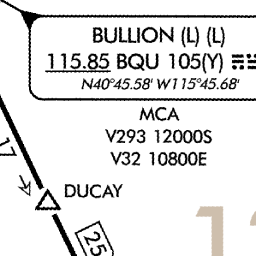 BULLION (L) (L)
115.85 BQU 105(Y)
N40°45.58' W115°45.68'
MCA
V293 12000S
V32 10800E
17
DUCAY
25